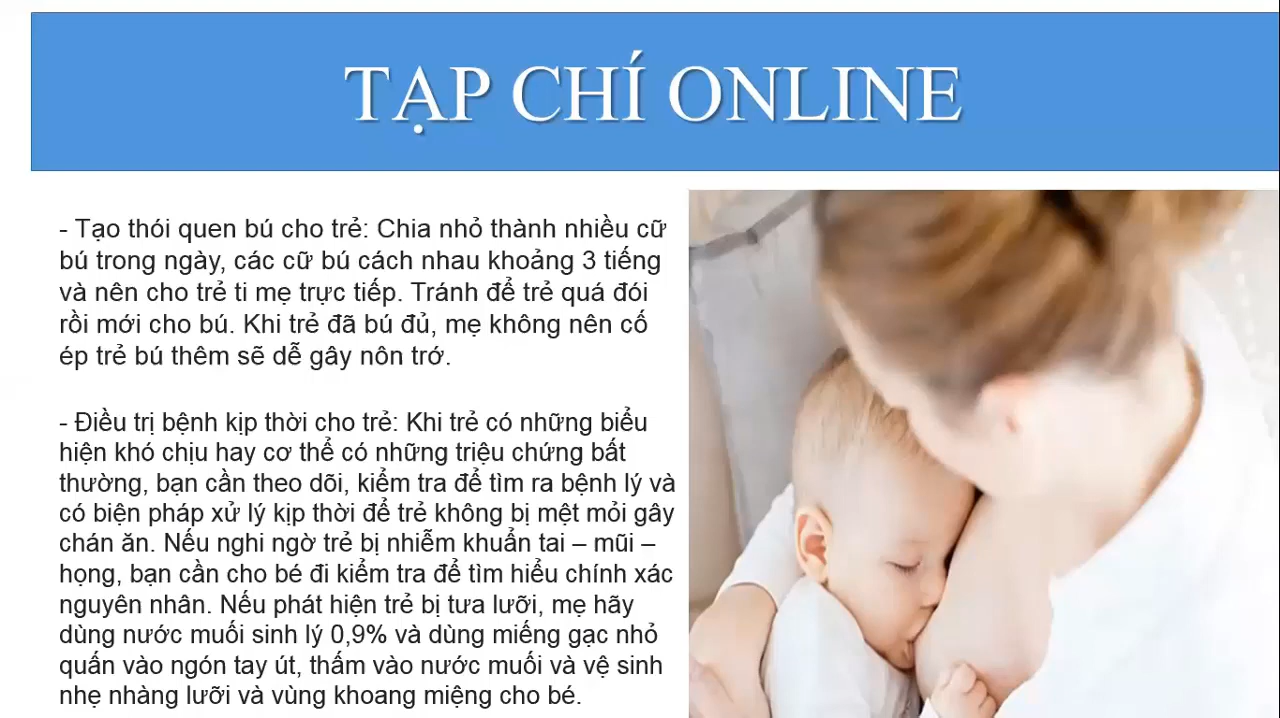 TẠP CHÍ ONLINE
- Tạo thói quen bú cho trẻ: Chia nhỏ thành nhiều cữ
bú trong ngày, các cữ bú cách nhau khoảng 3 tiếng
và nên cho trẻ ti mẹ trực tiếp. Tránh để trẻ quá đói
rồi mới cho bú. Khi trẻ đã bú đủ, mẹ không nên cố
ép trẻ bú thêm sẽ dễ gây nôn trớ.
- Điều trị bệnh kịp thời cho trẻ: Khi trẻ có những biểu
hiện khó chịu hay cơ thể có những triệu chứng bất
thường, bạn cần theo dõi, kiểm tra để tìm ra bệnh lý và
có biện pháp xử lý kịp thời để trẻ không bị mệt mỏi gây
chán ăn. Nếu nghi ngờ trẻ bị nhiễm khuẩn tai – mũi –
họng, bạn cần cho bé đi kiểm tra để tìm hiểu chính xác
nguyên nhân. Nếu phát hiện trẻ bị tưa lưỡi, mẹ hãy
dùng nước muối sinh lý 0,9% và dùng miếng gạc nhỏ
quấn vào ngón tay út, thấm vào nước muối và vệ sinh
nhẹ nhàng lưỡi và vùng khoang miệng cho bé.